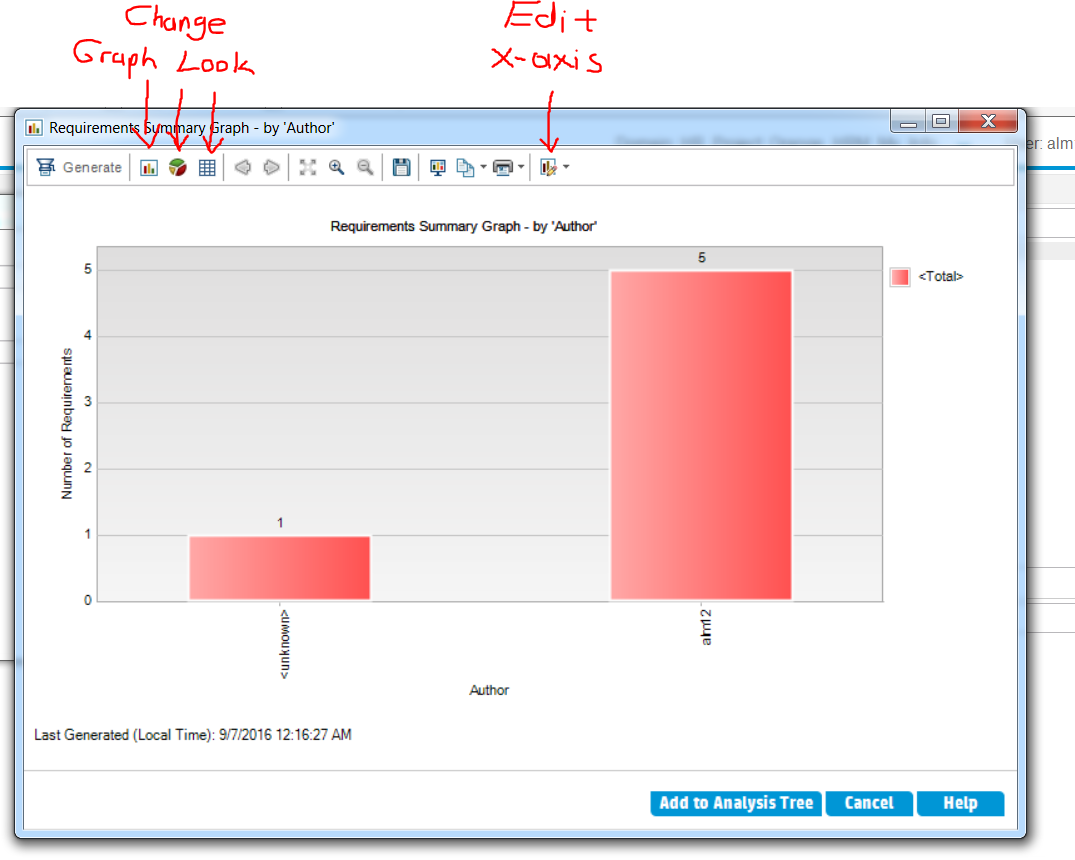 Change
Graph Look
Edit
x-axis
Requirements Summary Graph - by 'Author'
er: alm
Generate
Requirements Summary Graph - by 'Author'
5
<Total>
5
4
3
2
1
0
Number of Requirements
1
<unknown>
alm12
Author
Last Generated (Local Time): 9/7/2016 12:16:27 AM
Add to Analysis Tree
Cancel
Help